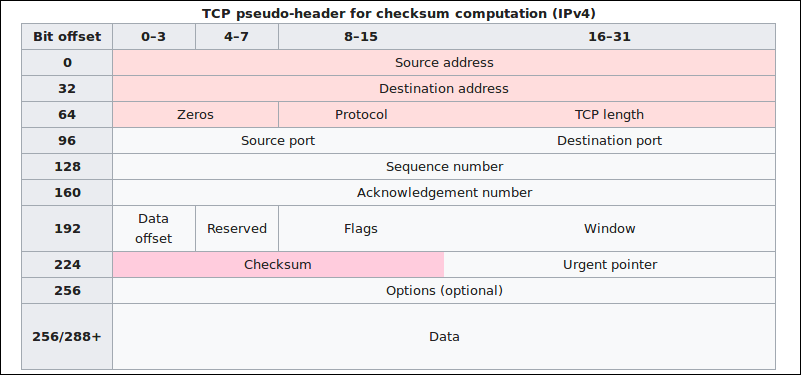 TCP pseudo-header for checksum computation (IPv4)
Bit offset 0–3 4–7 8–15 16–31
0 Source address
32 Destination address
64 Zeros Protocol TCP length
96 Source port Destination port
128 Sequence number
160 Acknowledgement number
192 Data offset Reserved Flags Window
224 Checksum Urgent pointer
256 Options (optional)
256/288+ Data